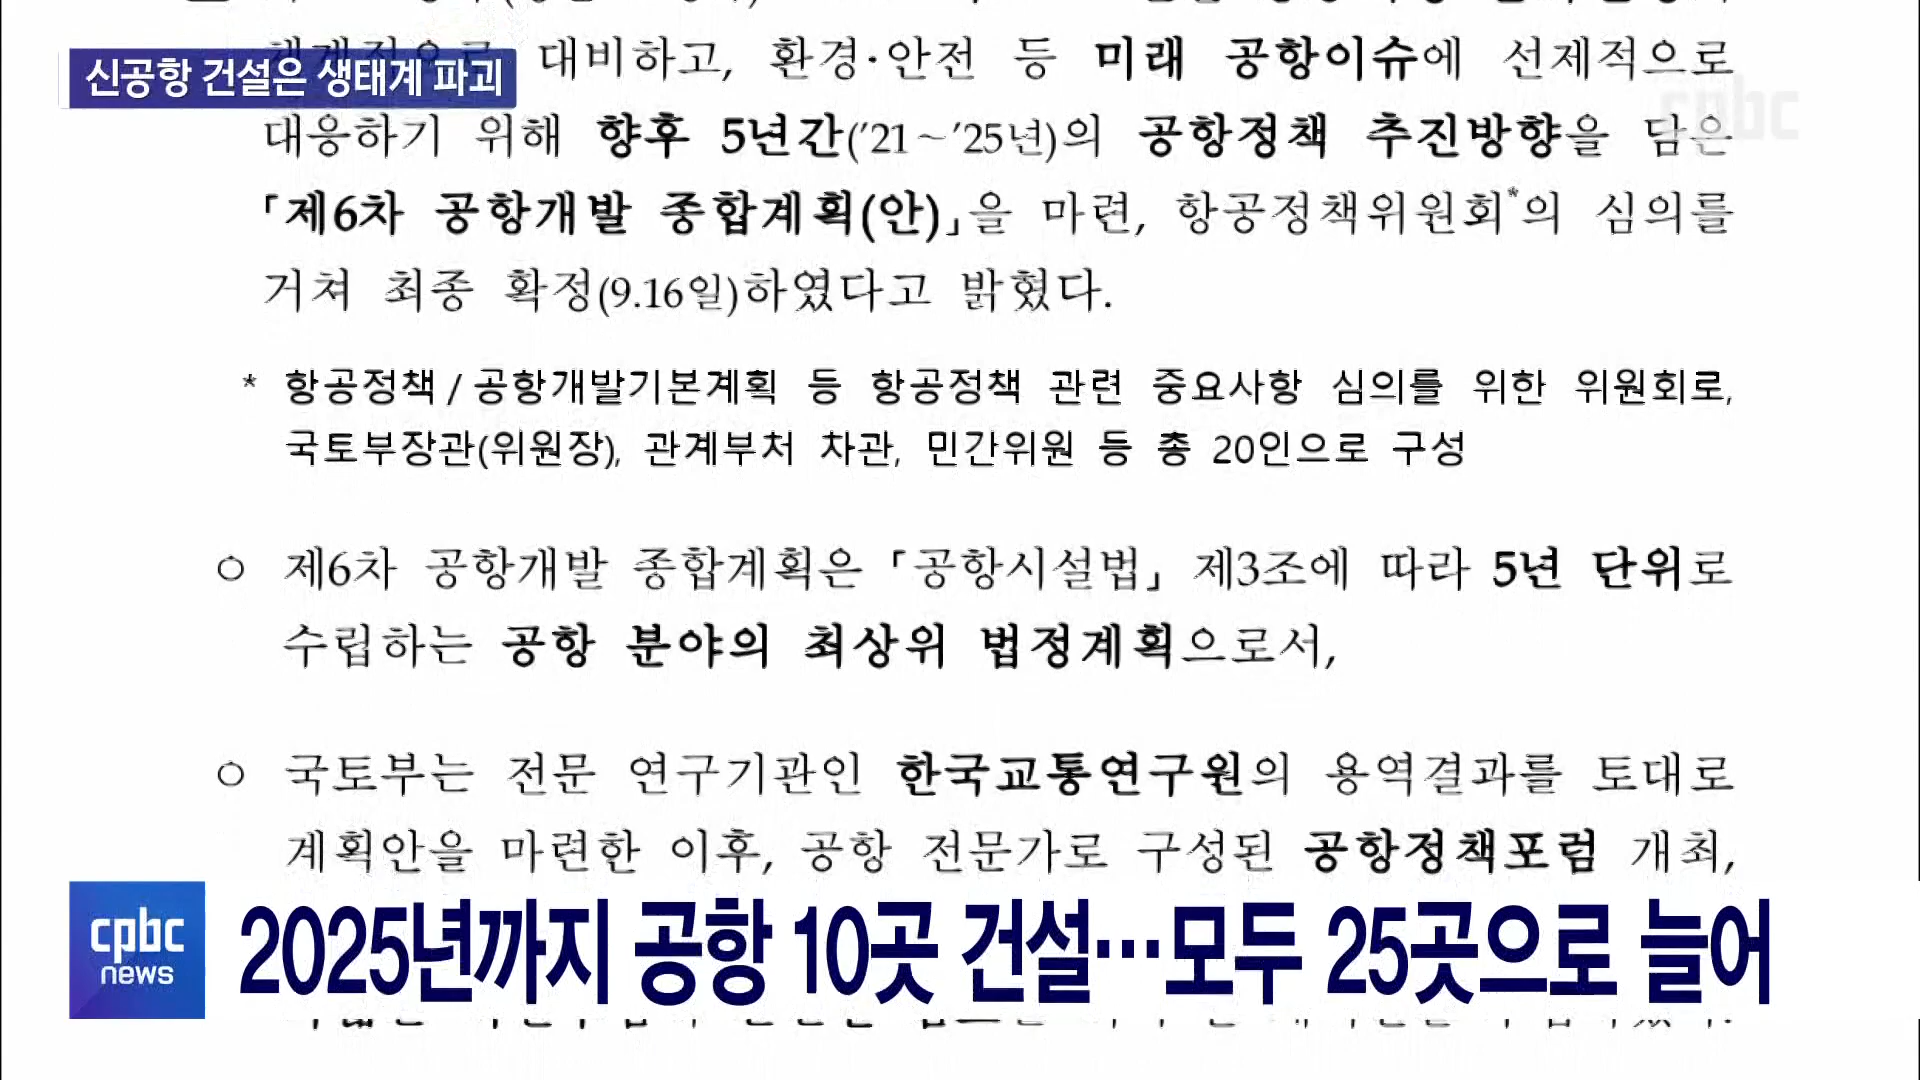 신공항 건설은 생태계 파괴
cpbc
대비하고, 환경·안전 등 미래 공항이슈에 선제적으로
대응하기 위해 향후 5년간('21~'25년)의 공항정책 추진방향을 담은
「제6차 공항개발 종합계획(안)」을 마련, 항공정책위원회*의 심의를
거쳐 최종 확정(9.16일)하였다고 밝혔다.
* 항공정책/공항개발기본계획 등 항공정책 관련 중요사항 심의를 위한 위원회로,
국토부장관(위원장), 관계부처 차관, 민간위원 등 총 20인으로 구성
○ 제6차 공항개발 종합계획은 「공항시설법」 제3조에 따라 5년 단위로
수립하는 공항 분야의 최상위 법정계획으로서,
○ 국토부는 전문 연구기관인 한국교통연구원의 용역결과를 토대로
계획안을 마련한 이후, 공항 전문가로 구성된 공항정책포럼 개최,
cpbc
news
2025년까지 공항 10곳 건설…모두 25곳으로 늘어